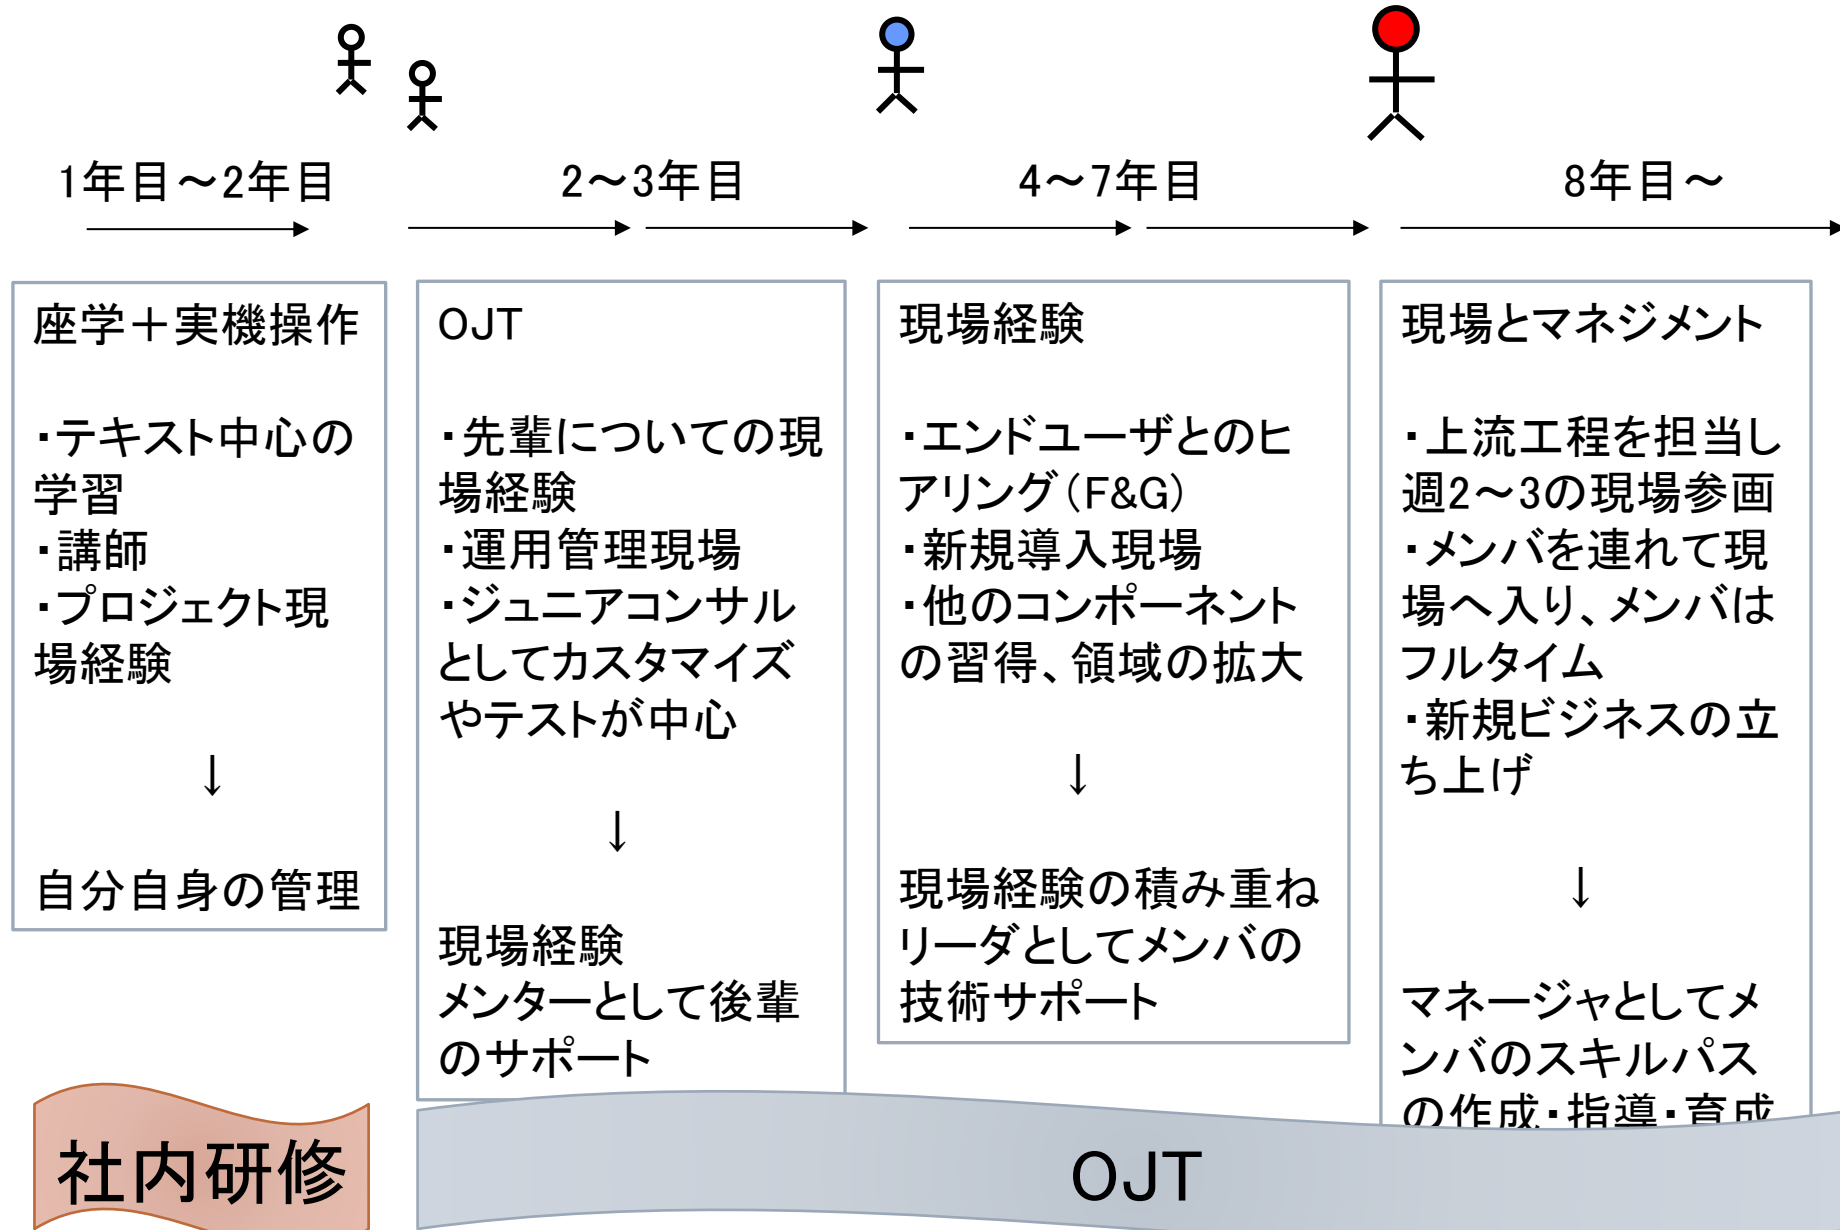 1年目～2年目
2～3年目
4～7年目
8年目～
座学＋実機操作
・テキスト中心の
学習
・講師
・プロジェクト現
場経験
↓
自分自身の管理
OJT
・先輩についての現
場経験
・運用管理現場
・ジュニアコンサル
としてカスタマイズ
やテストが中心
↓
現場経験
メンターとして後輩
のサポート
現場経験
・エンドユーザとのヒ
アリング（F&G）
・新規導入現場
・他のコンポーネント
の習得、領域の拡大
↓
現場経験の積み重ね
リーダとしてメンバの
技術サポート
現場とマネジメント
・上流工程を担当し
週2～3の現場参画
・メンバを連れて現
場へ入り、メンバは
フルタイム
・新規ビジネスの立
ち上げ
↓
マネージャとしてメ
ンバのスキルパス
の作成・指導・育成
社内研修
OJT